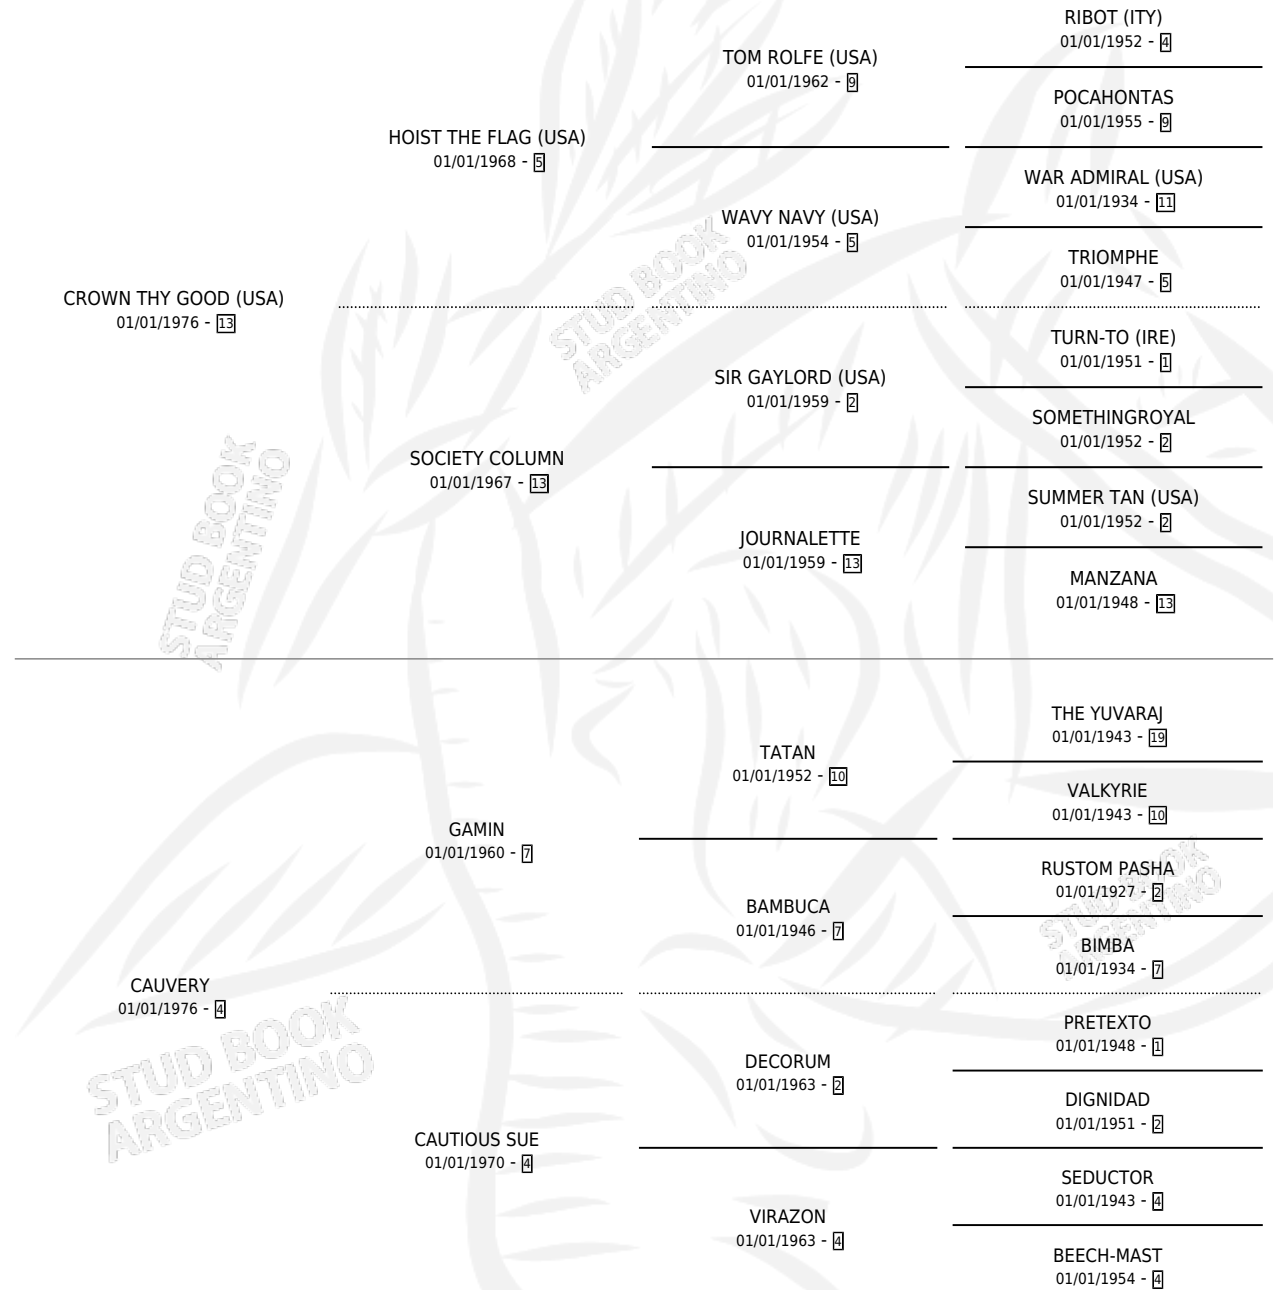 RIBOT (ITY)
01/01/1952 - 4
TOM ROLFE (USA)
01/01/1962 - 9
POCAHONTAS
01/01/1955 - 9
HOIST THE FLAG (USA)
01/01/1968 - 5
WAR ADMIRAL (USA)
01/01/1934 - 11
WAVY NAVY (USA)
01/01/1954 - 5
TRIOMPHE
01/01/1947 - 5
CROWN THY GOOD (USA)
01/01/1976 - 13
TURN-TO (IRE)
01/01/1951 - 1
SIR GAYLORD (USA)
01/01/1959 - 2
SOMETHINGROYAL
01/01/1952 - 2
SOCIETY COLUMN
01/01/1967 - 13
SUMMER TAN (USA)
01/01/1952 - 2
JOURNALETTE
01/01/1959 - 13
MANZANA
01/01/1948 - 13
THE YUVARAJ
01/01/1943 - 19
TATAN
01/01/1952 - 10
VALKYRIE
01/01/1943 - 10
GAMIN
01/01/1960 - 7
RUSTOM PASHA
01/01/1927 - 2
BAMBUCA
01/01/1946 - 7
BIMBA
01/01/1934 - 7
CAUVERY
01/01/1976 - 4
PRETEXTO
01/01/1948 - 1
DECORUM
01/01/1963 - 2
DIGNIDAD
01/01/1951 - 2
CAUTIOUS SUE
01/01/1970 - 4
SEDUCTOR
01/01/1943 - 4
VIRAZON
01/01/1963 - 4
BEECH-MAST
01/01/1954 - 4
STUD BOOK
ARGENTINO
STUD BOOK
ARGENTINO
STUD BOOK
ARGENTINO
STUD BOOK
ARGENTINO